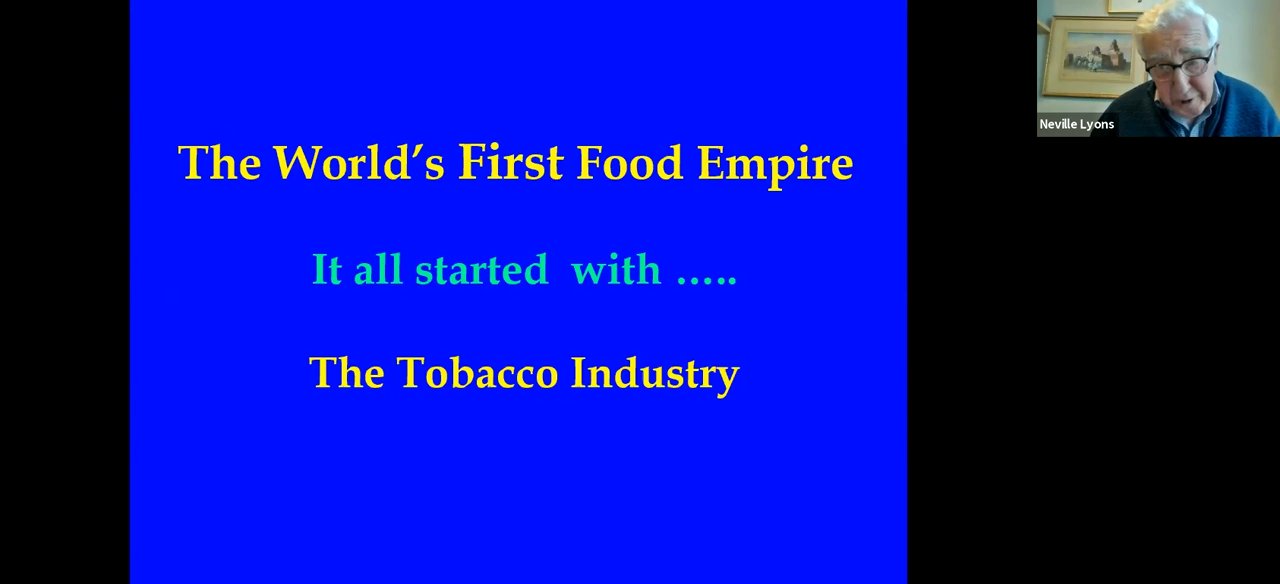 The World’s First Food Empire
It all started with …..
The Tobacco Industry
Neville Lyons